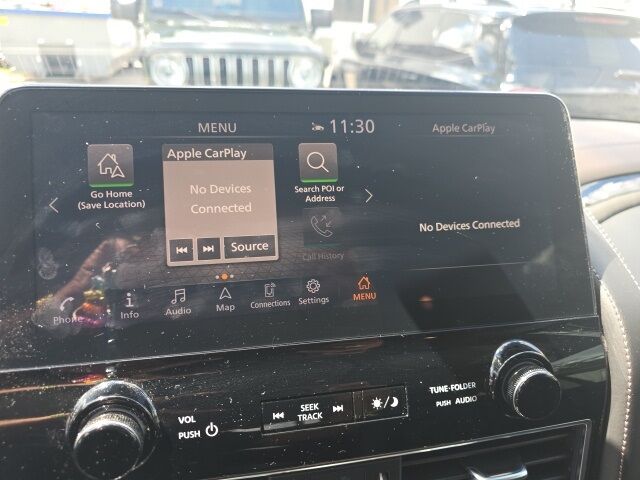 MENU
11:30
Apple CarPlay
Apple CarPlay
No Devices
Connected
Source
Go Home
(Save Location)
Search POI or
Address
Call History
No Devices Connected
Phone
Info
Audio
Map
Connections
Settings
MENU
VOL
PUSH
SEEK
TRACK
TUNE·FOLDER
PUSH AUDIO